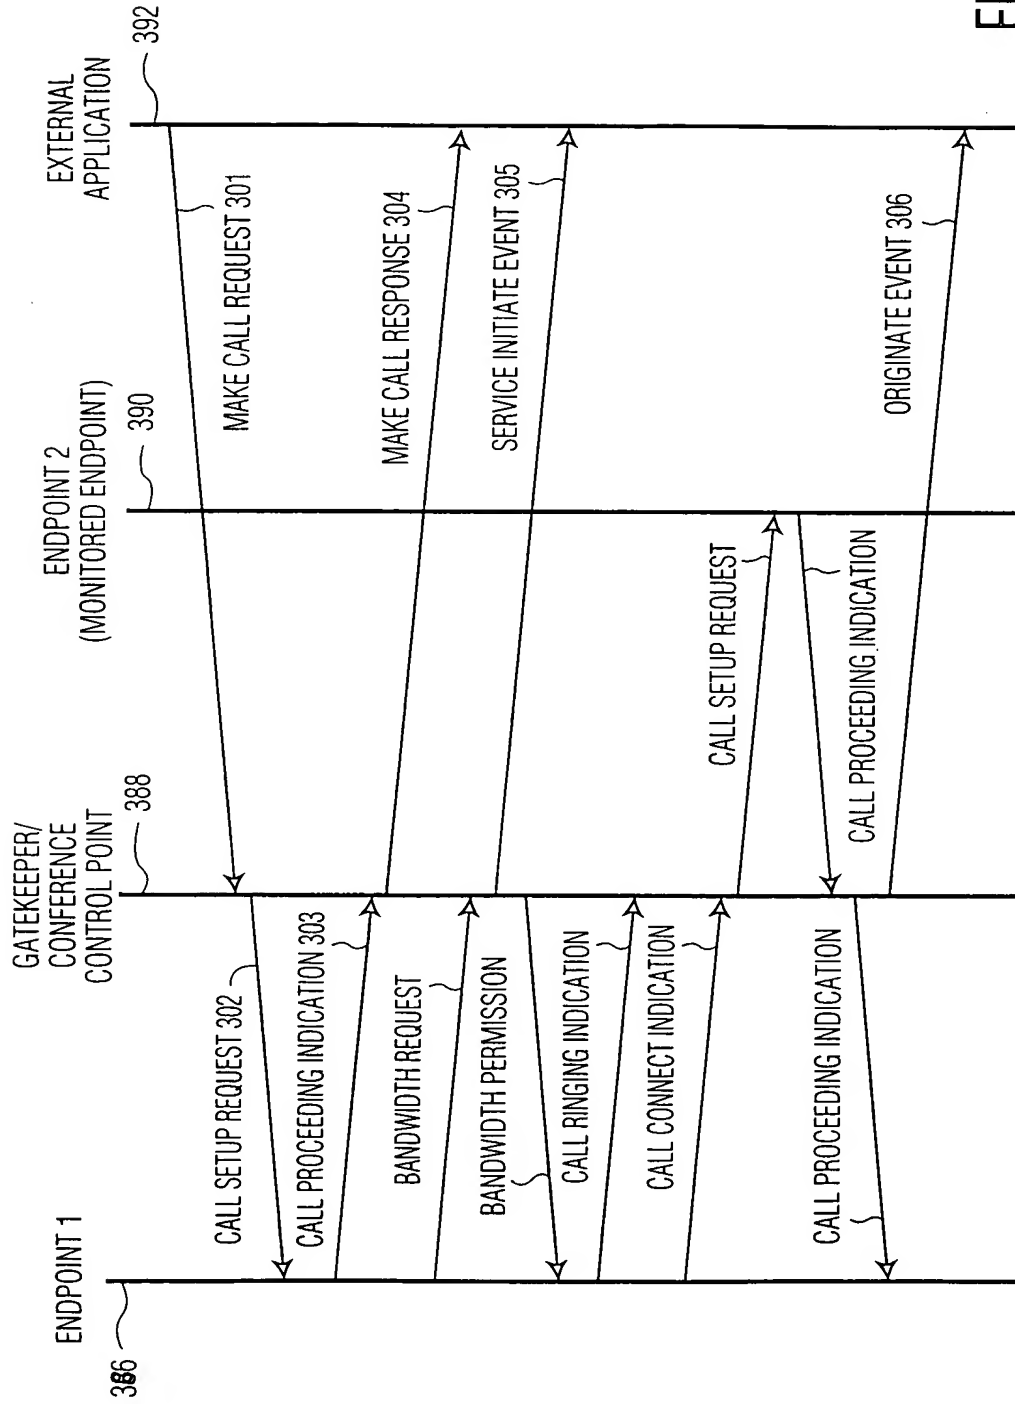 ENDPOINT 1
GATEKEEPER/
CONFERENCE
CONTROL POINT
388
ENDPOINT 2
(MONITORED ENDPOINT)
390
EXTERNAL
APPLICATION
392
MAKE CALL REQUEST 301
CALL SETUP REQUEST 302
CALL PROCEEDING INDICATION 303
MAKE CALL RESPONSE 304
BANDWIDTH REQUEST
SERVICE INITIATE EVENT 305
BANDWIDTH PERMISSION
CALL RINGING INDICATION
CALL CONNECT INDICATION
CALL SETUP REQUEST
CALL PROCEEDING INDICATION
CALL PROCEEDING INDICATION
ORIGINATE EVENT 306